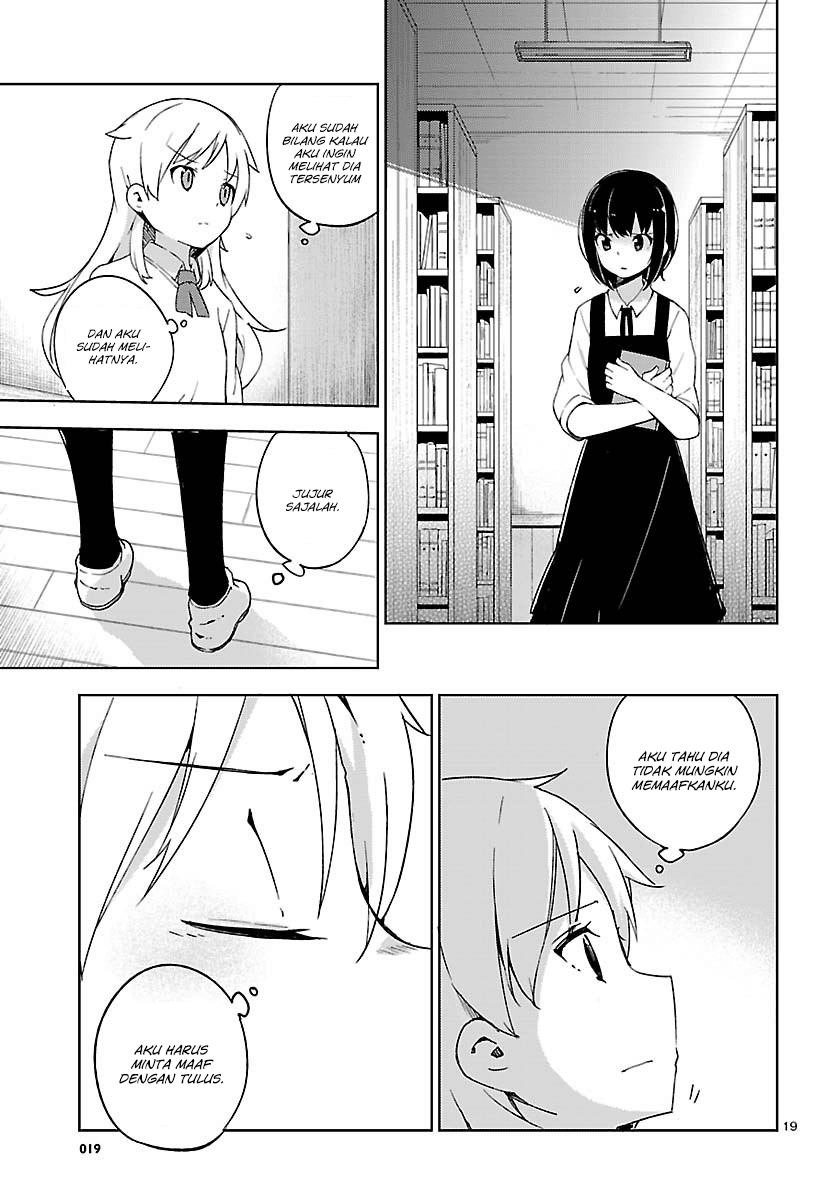 AKU SUDAH
BILANG KALAU
AKU INGIN
MELIHAT DIA
TERSENYUM
DAN AKU
SUDAH MELI-
HATNYA.
JUJUR
SAJALAH.
AKU TAHU DIA
TIDAK MUNGKIN
MEMAAFKANKU.
AKU HARUS
MINTA MAAF
DENGAN TULUS.
19
019